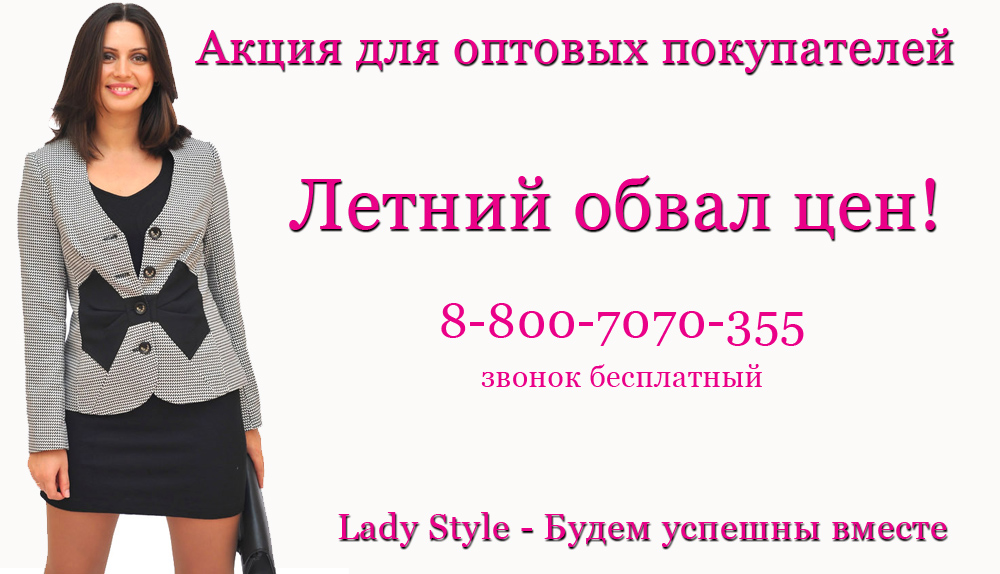 Акция для оптовых покупателей
Летний обвал цен!
8-800-7070-355
звонок бесплатный
Lady Style - Будем успешны вместе